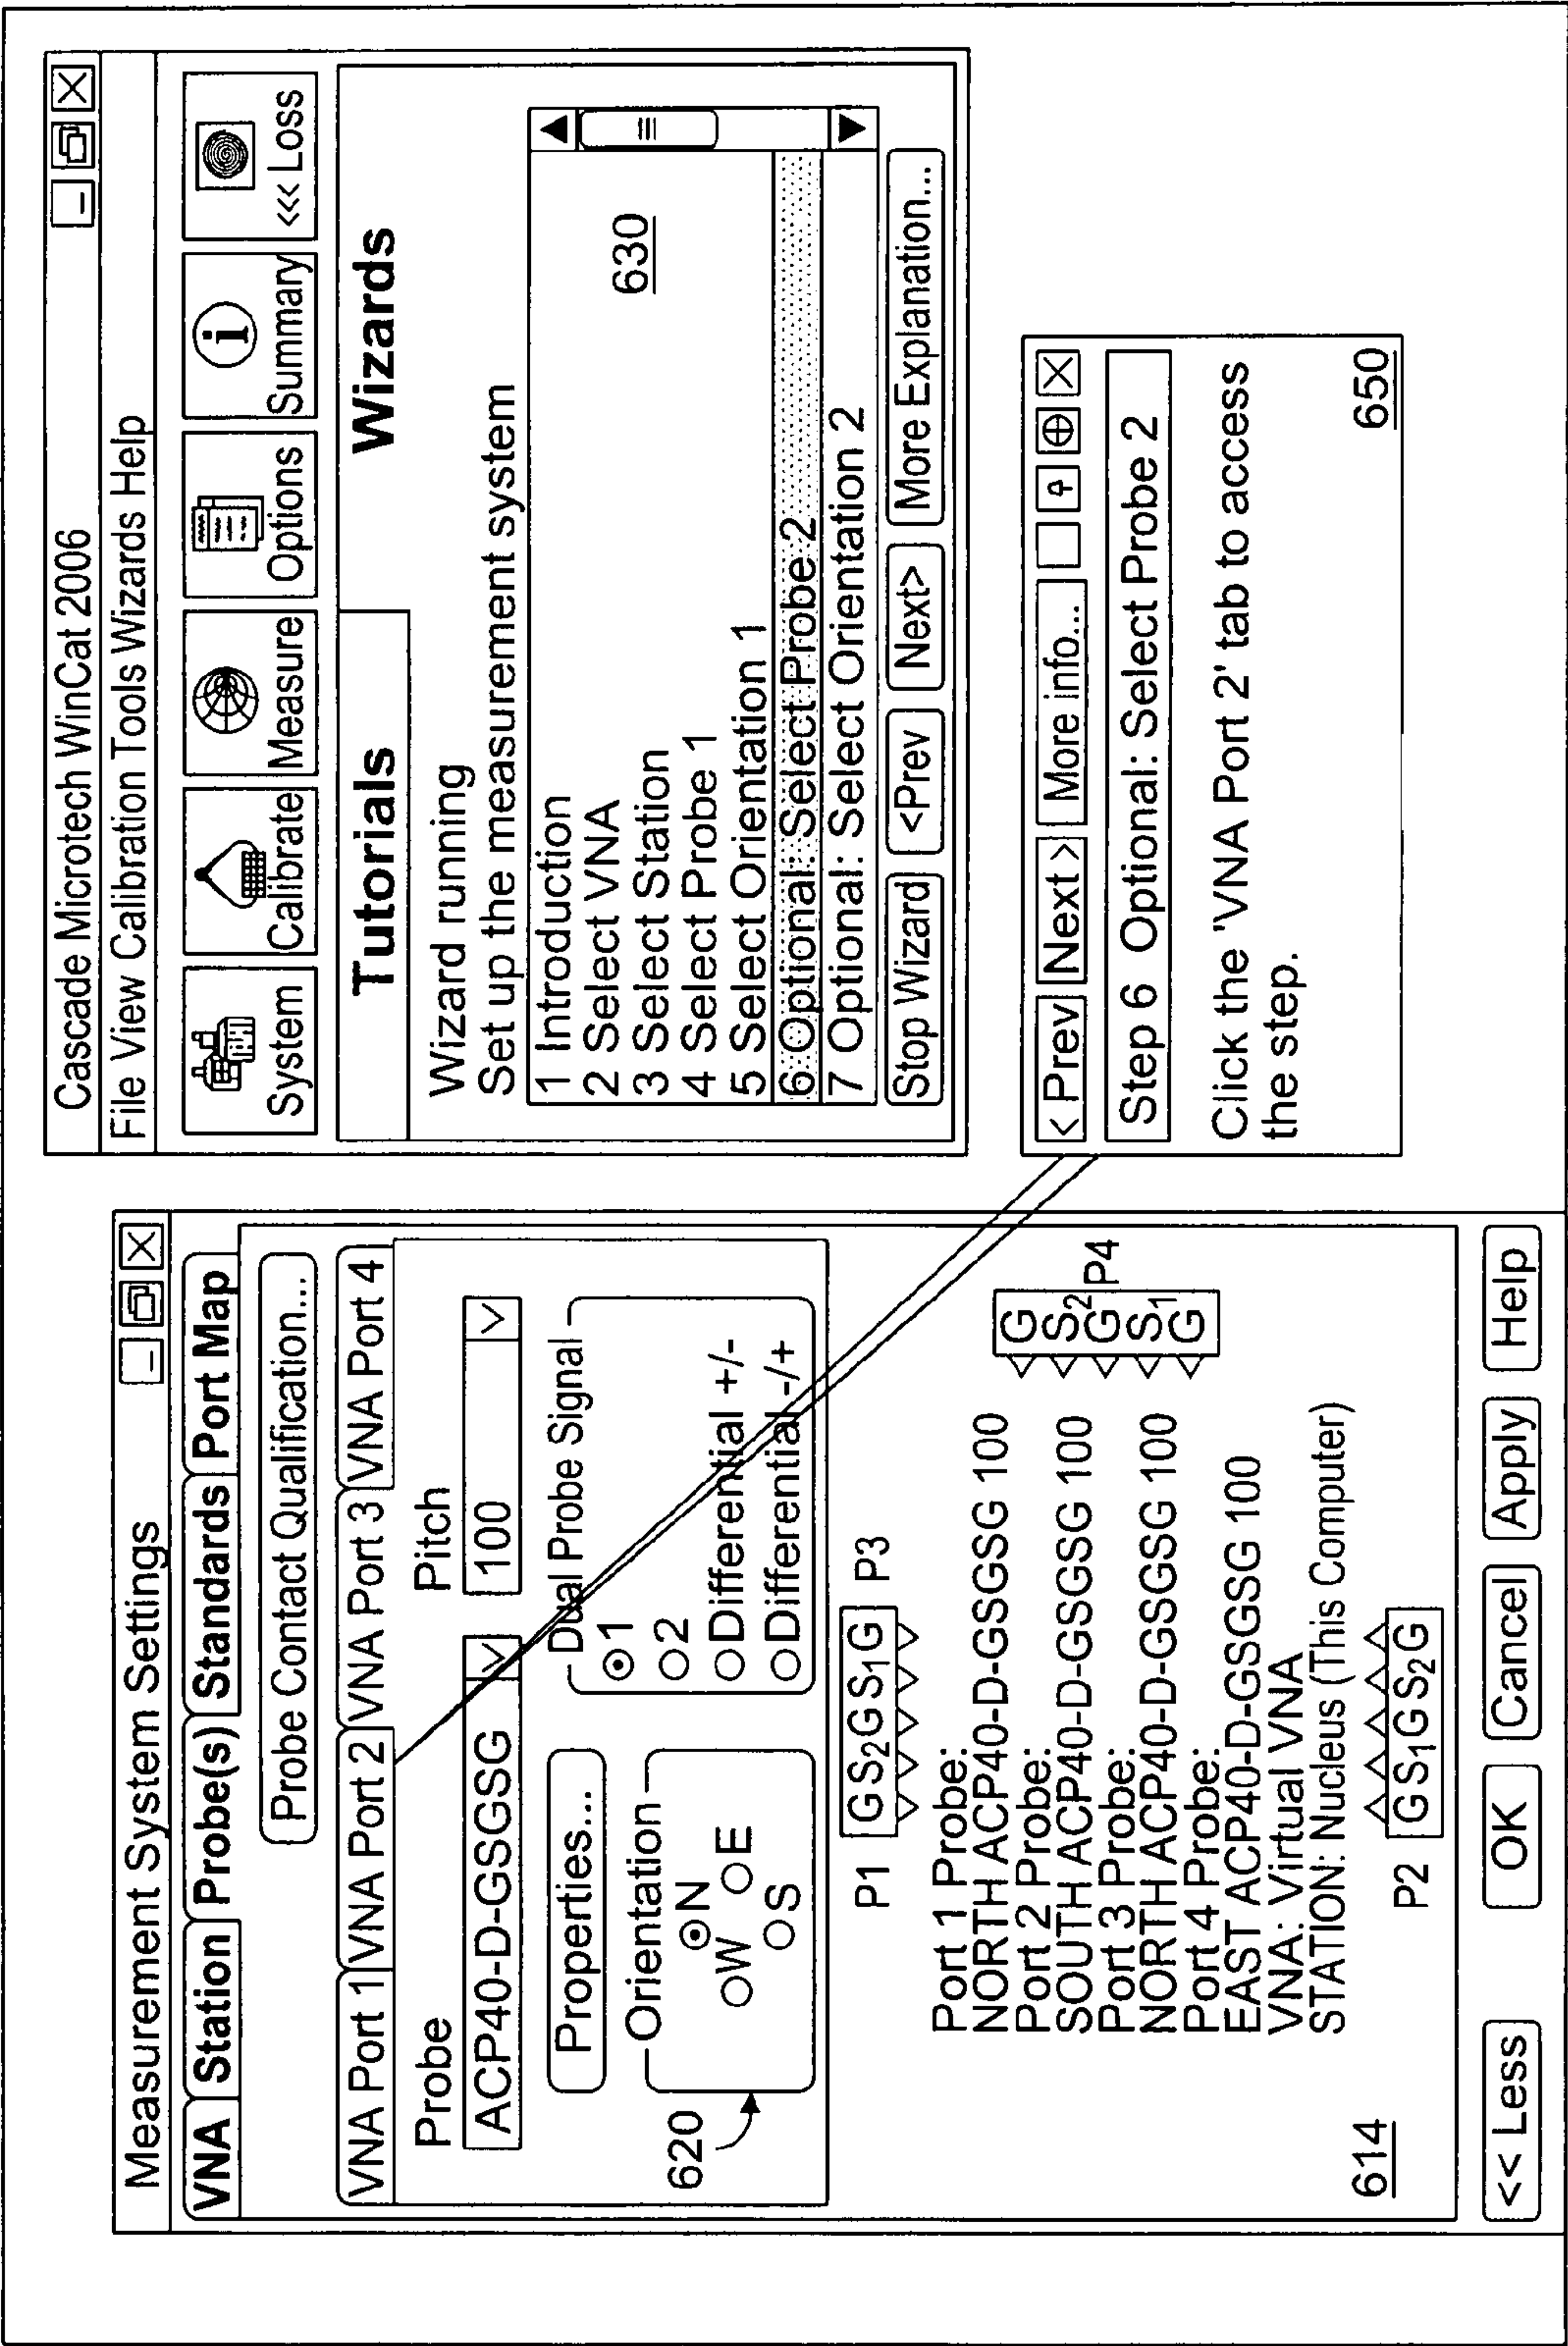 Measurement System Settings
VNA Station Probe(s) Standards Port Map
Probe Contact Qualification...
VNA Port 1 VNA Port 2 VNA Port 3 VNA Port 4
Probe Pitch
ACP40-D-GSGSG 100
Properties...
Dual Probe Signal
1
2
Differential +/-
Differential -/+
Orientation
N
W E
S
620
P1 GS2GS1G P3
Port 1 Probe:
NORTH ACP40-D-GSGSG 100
Port 2 Probe:
SOUTH ACP40-D-GSGSG 100
Port 3 Probe:
NORTH ACP40-D-GSGSG 100
Port 4 Probe:
EAST ACP40-D-GSGSG 100
VNA: Virtual VNA
STATION: Nucleus (This Computer)
G
S2
G P4
S1
G
P2 GS1GS2G
614
<< Less OK Cancel Apply Help
Cascade Microtech WinCat 2006
File View Calibration Tools Wizards Help
System Calibrate Measure Options Summary <<< Loss
Tutorials Wizards
Wizard running
Set up the measurement system
1 Introduction
2 Select VNA
3 Select Station
4 Select Probe 1
5 Select Orientation 1
6 Optional: Select Probe 2
7 Optional: Select Orientation 2
630
Stop Wizard <Prev Next> More Explanation...
< Prev Next > More info...
Step 6 Optional: Select Probe 2
Click the 'VNA Port 2' tab to access
the step.
650